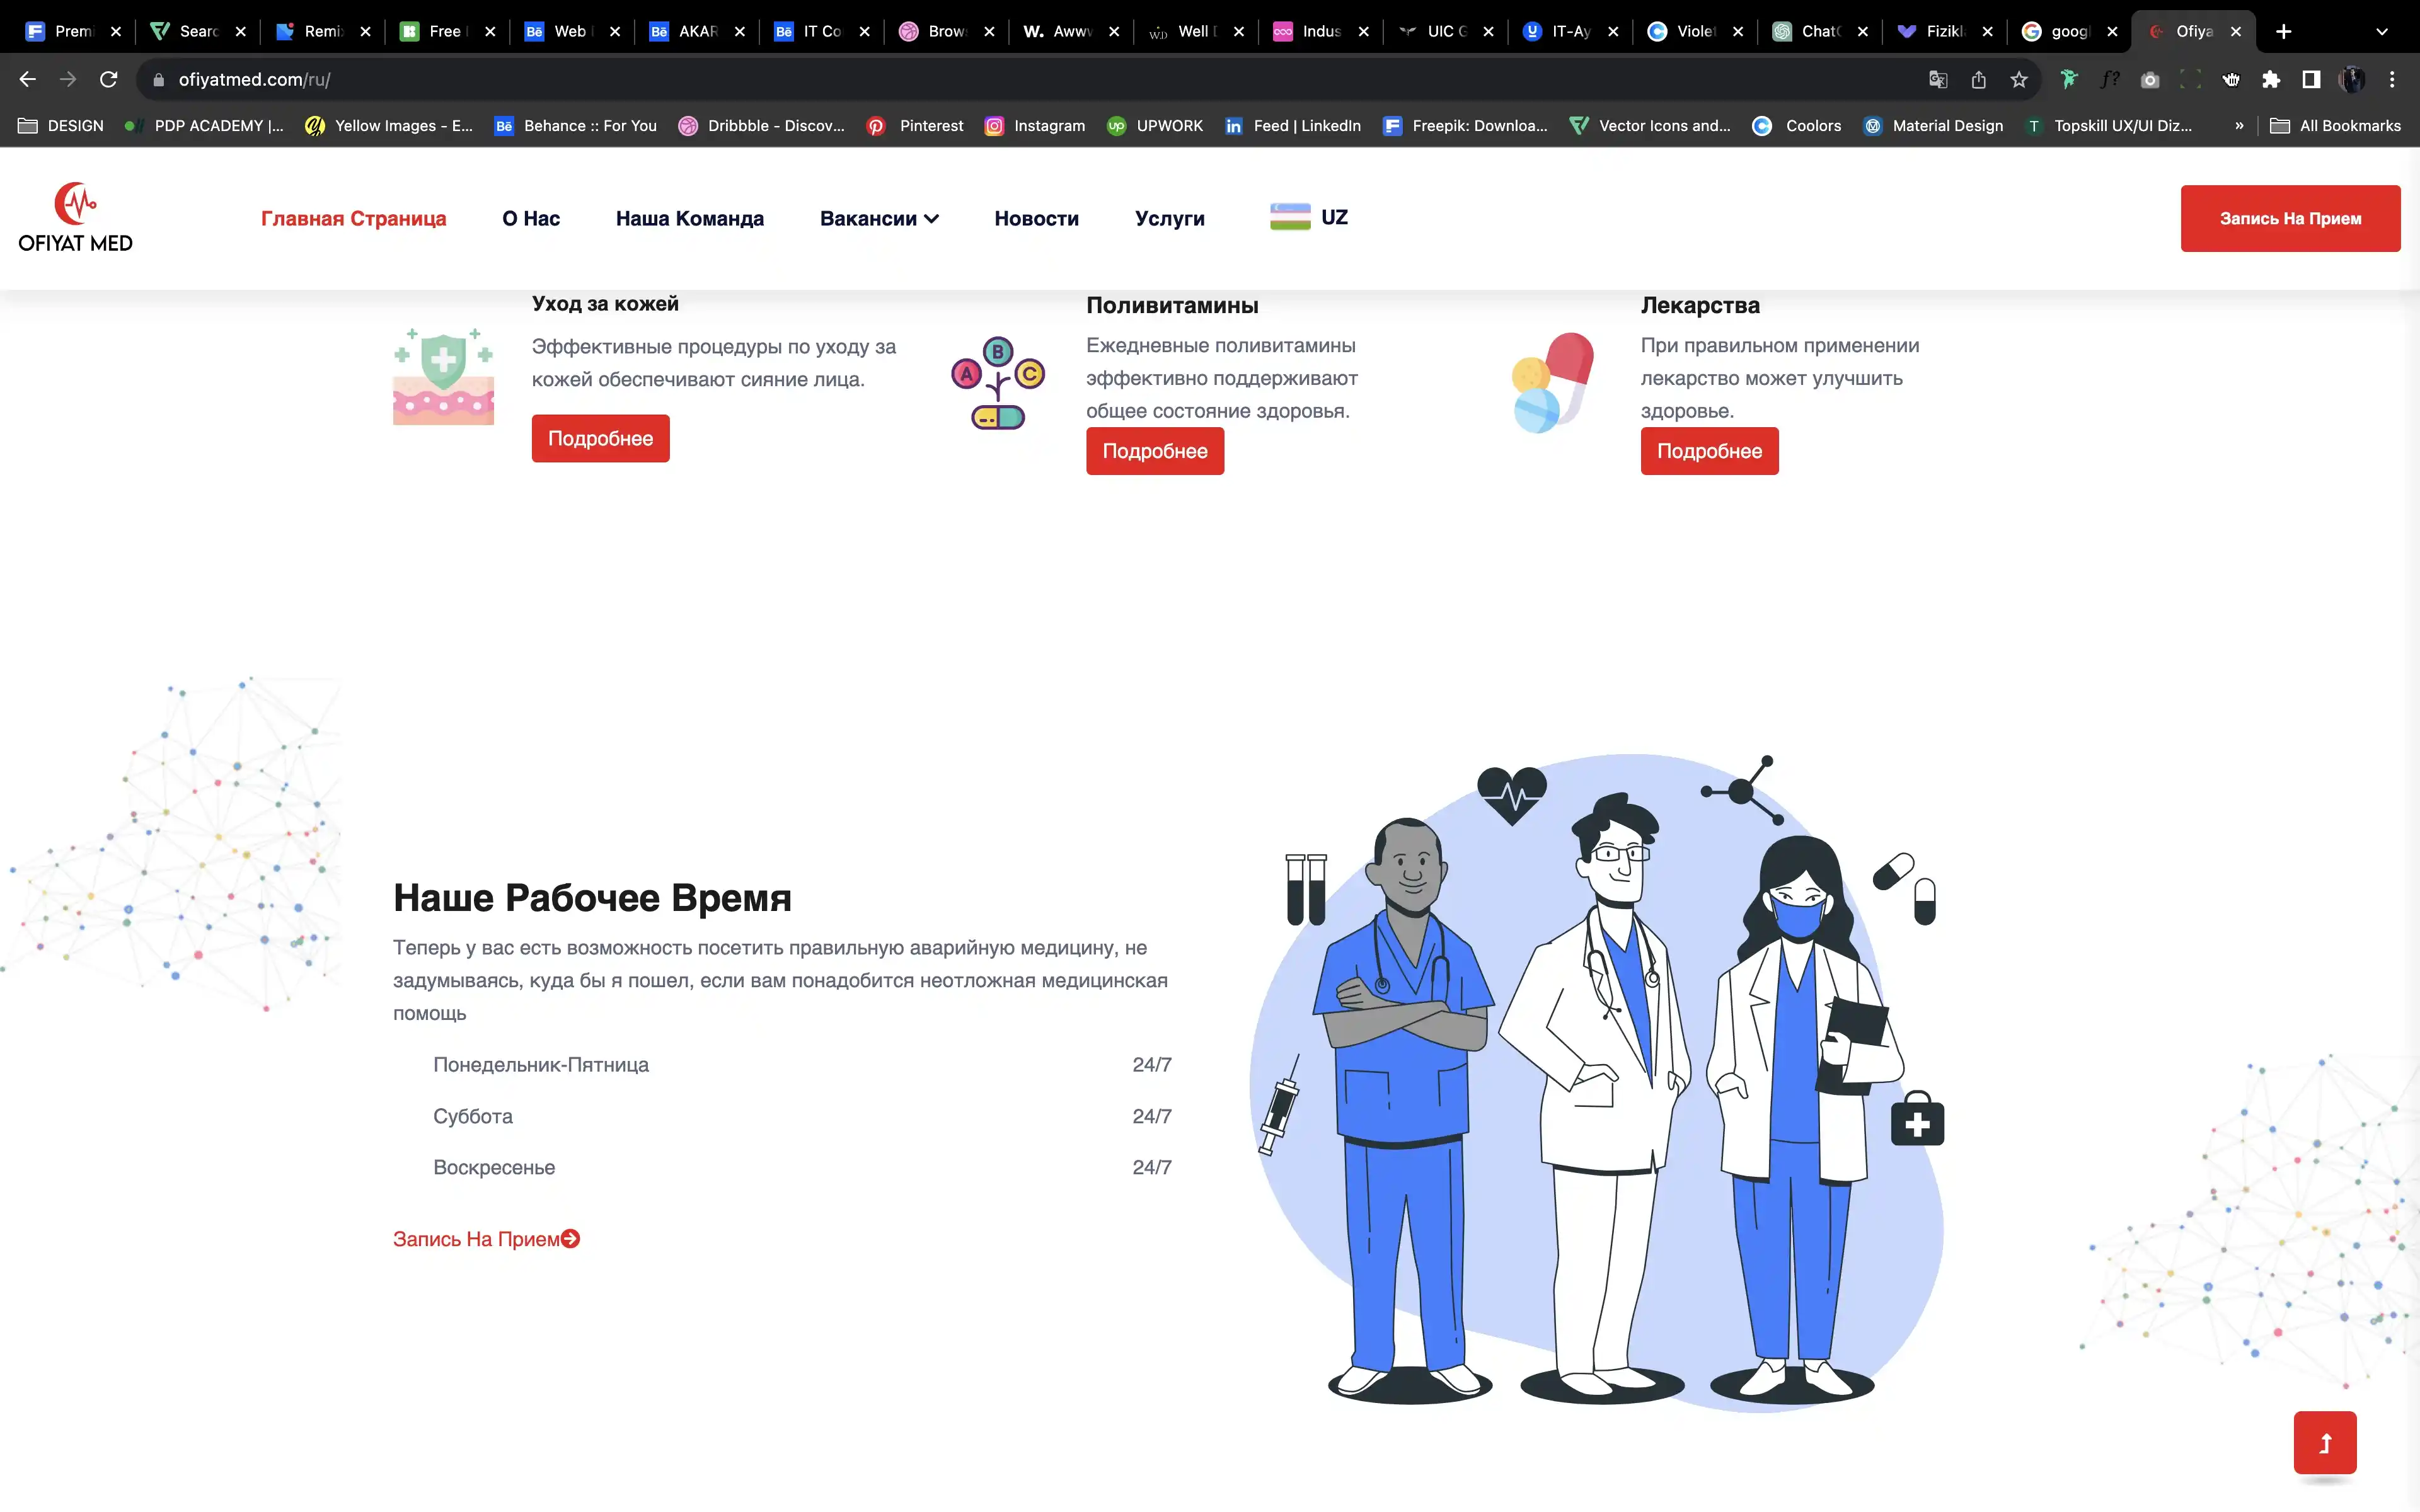 Premi
Searc
Remi
Free
Web
AKAR
IT Co
Brow
Awww
Well
Indus
UIC G
IT-Ay
Violet
Chat
Fizikl
googl
Ofiya
ofiyatmed.com/ru/
DESIGN
PDP ACADEMY |...
Yellow Images - E...
Behance :: For You
Dribbble - Discov...
Pinterest
Instagram
UPWORK
Feed | LinkedIn
Freepik: Downloa...
Vector Icons and...
Coolors
Material Design
Topskill UX/UI Diz...
»
All Bookmarks
OFIYAT MED
Главная Страница
О Нас
Наша Команда
Вакансии
Новости
Услуги
UZ
Запись На Прием
Уход за кожей
Эффективные процедуры по уходу за
кожей обеспечивают сияние лица.
Подробнее
A B C
Поливитамины
Ежедневные поливитамины
эффективно поддерживают
общее состояние здоровья.
Подробнее
Лекарства
При правильном применении
лекарство может улучшить
здоровье.
Подробнее
Наше Рабочее Время
Теперь у вас есть возможность посетить правильную аварийную медицину, не
задумываясь, куда бы я пошел, если вам понадобится неотложная медицинская
помощь
Понедельник-Пятница 24/7
Суббота 24/7
Воскресенье 24/7
Запись На Прием